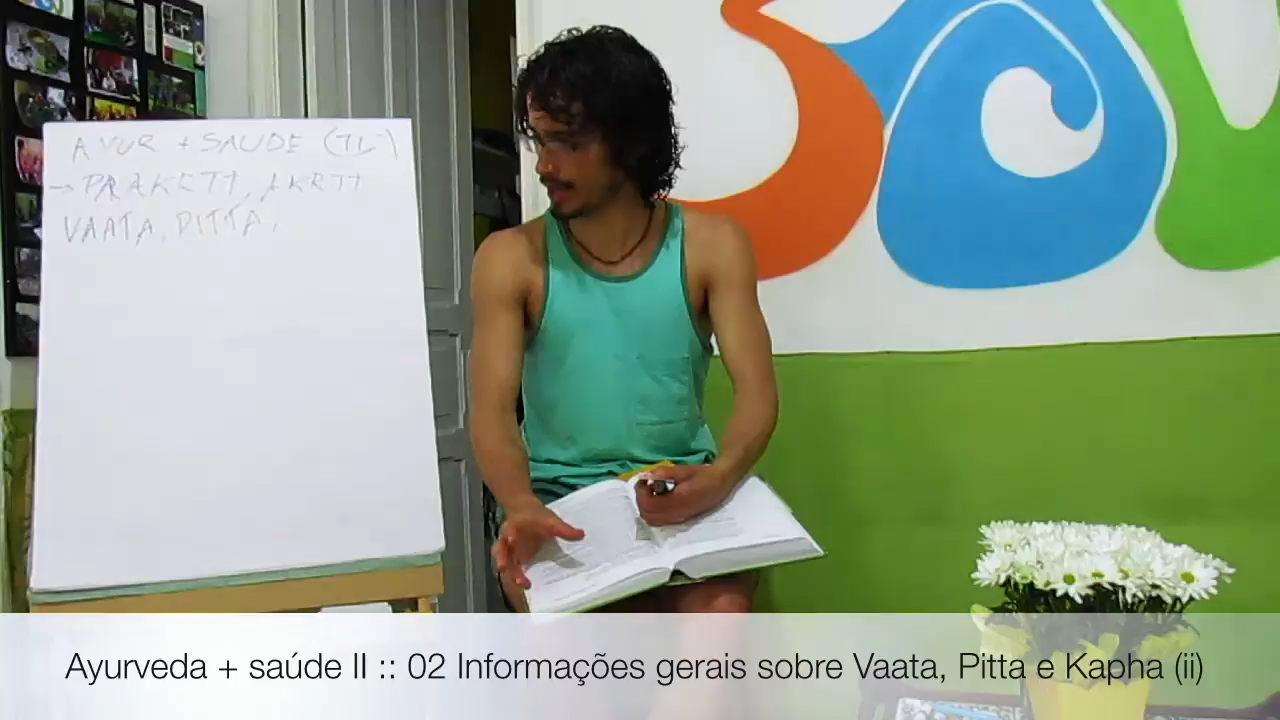 AYUR + SAUDE (TL)
→ PRAKRTI, AKRTI
VAATA, PITTA,
Ayurveda + saúde II :: 02 Informações gerais sobre Vaata, Pitta e Kapha (ii)